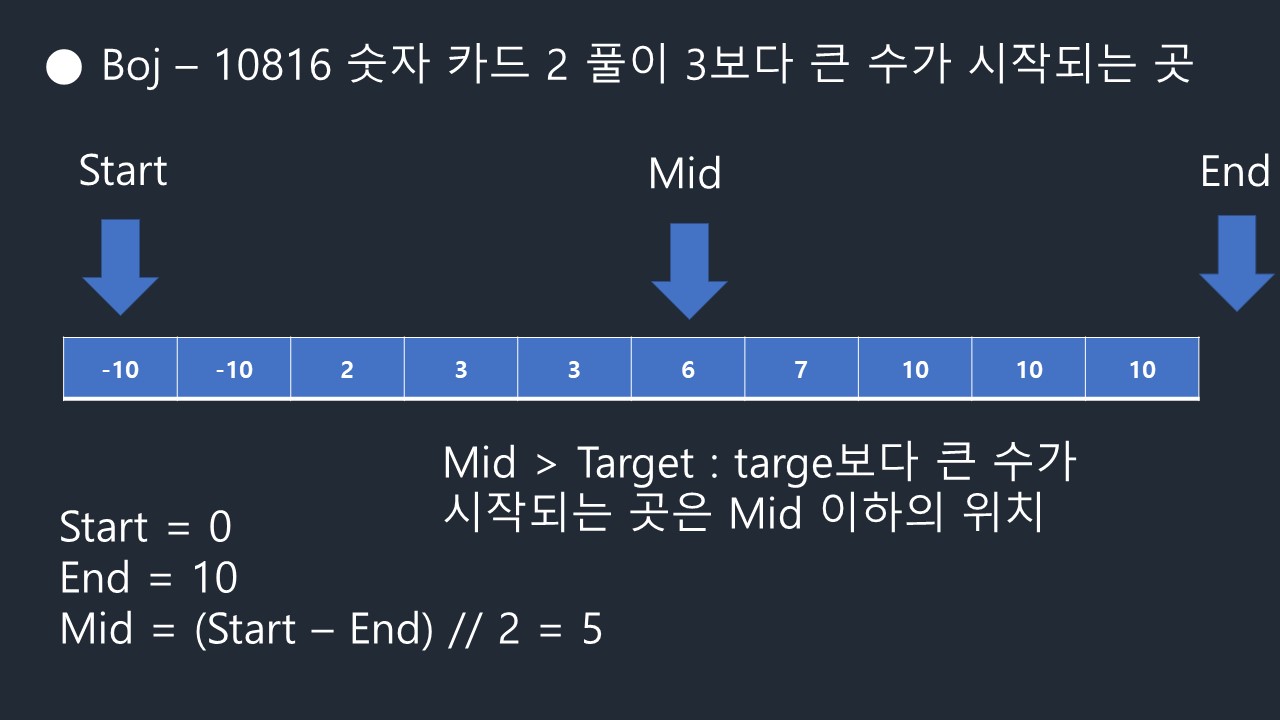 ● Boj – 10816 숫자 카드 2 풀이 3보다 큰 수가 시작되는 곳
Start Mid End
-10 -10 2 3 3 6 7 10 10 10
Mid > Target : targe보다 큰 수가
시작되는 곳은 Mid 이하의 위치
Start = 0
End = 10
Mid = (Start – End) // 2 = 5